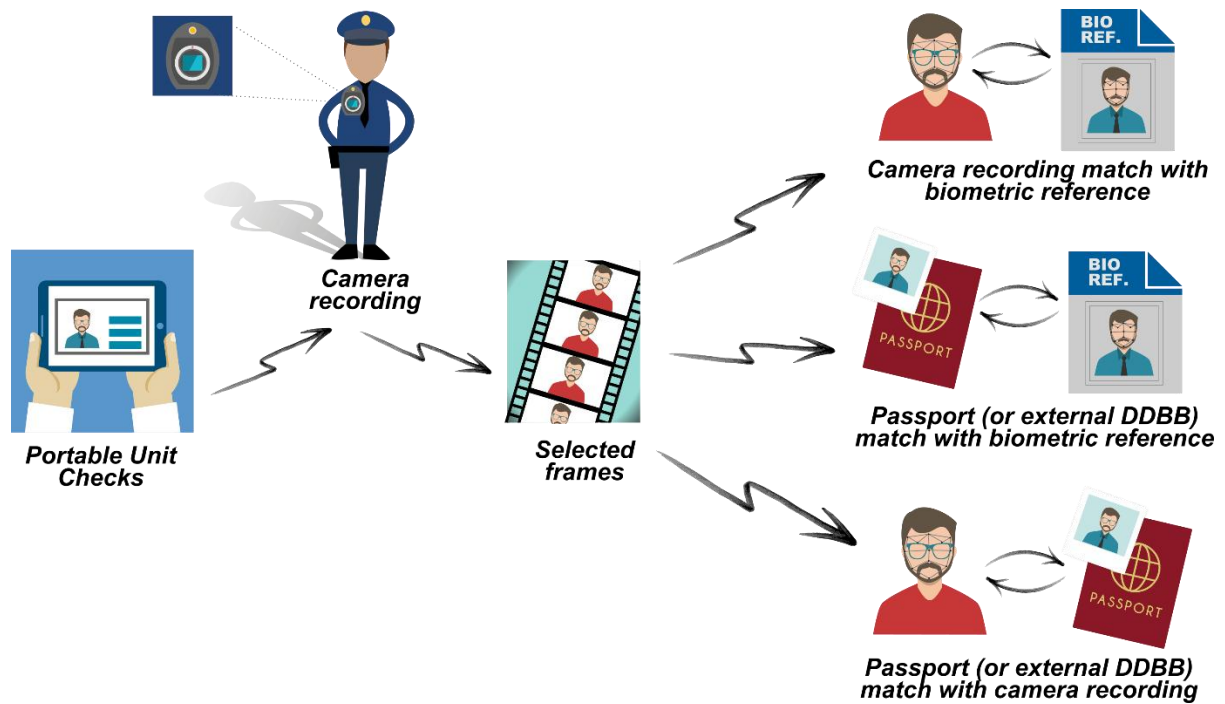 BIO
REF.
Camera recording match with
biometric reference
Camera
recording
BIO
REF.
PASSPORT
Portable Unit
Checks
Selected
frames
Passport (or external DDBB)
match with biometric reference
PASSPORT
Passport (or external DDBB)
match with camera recording